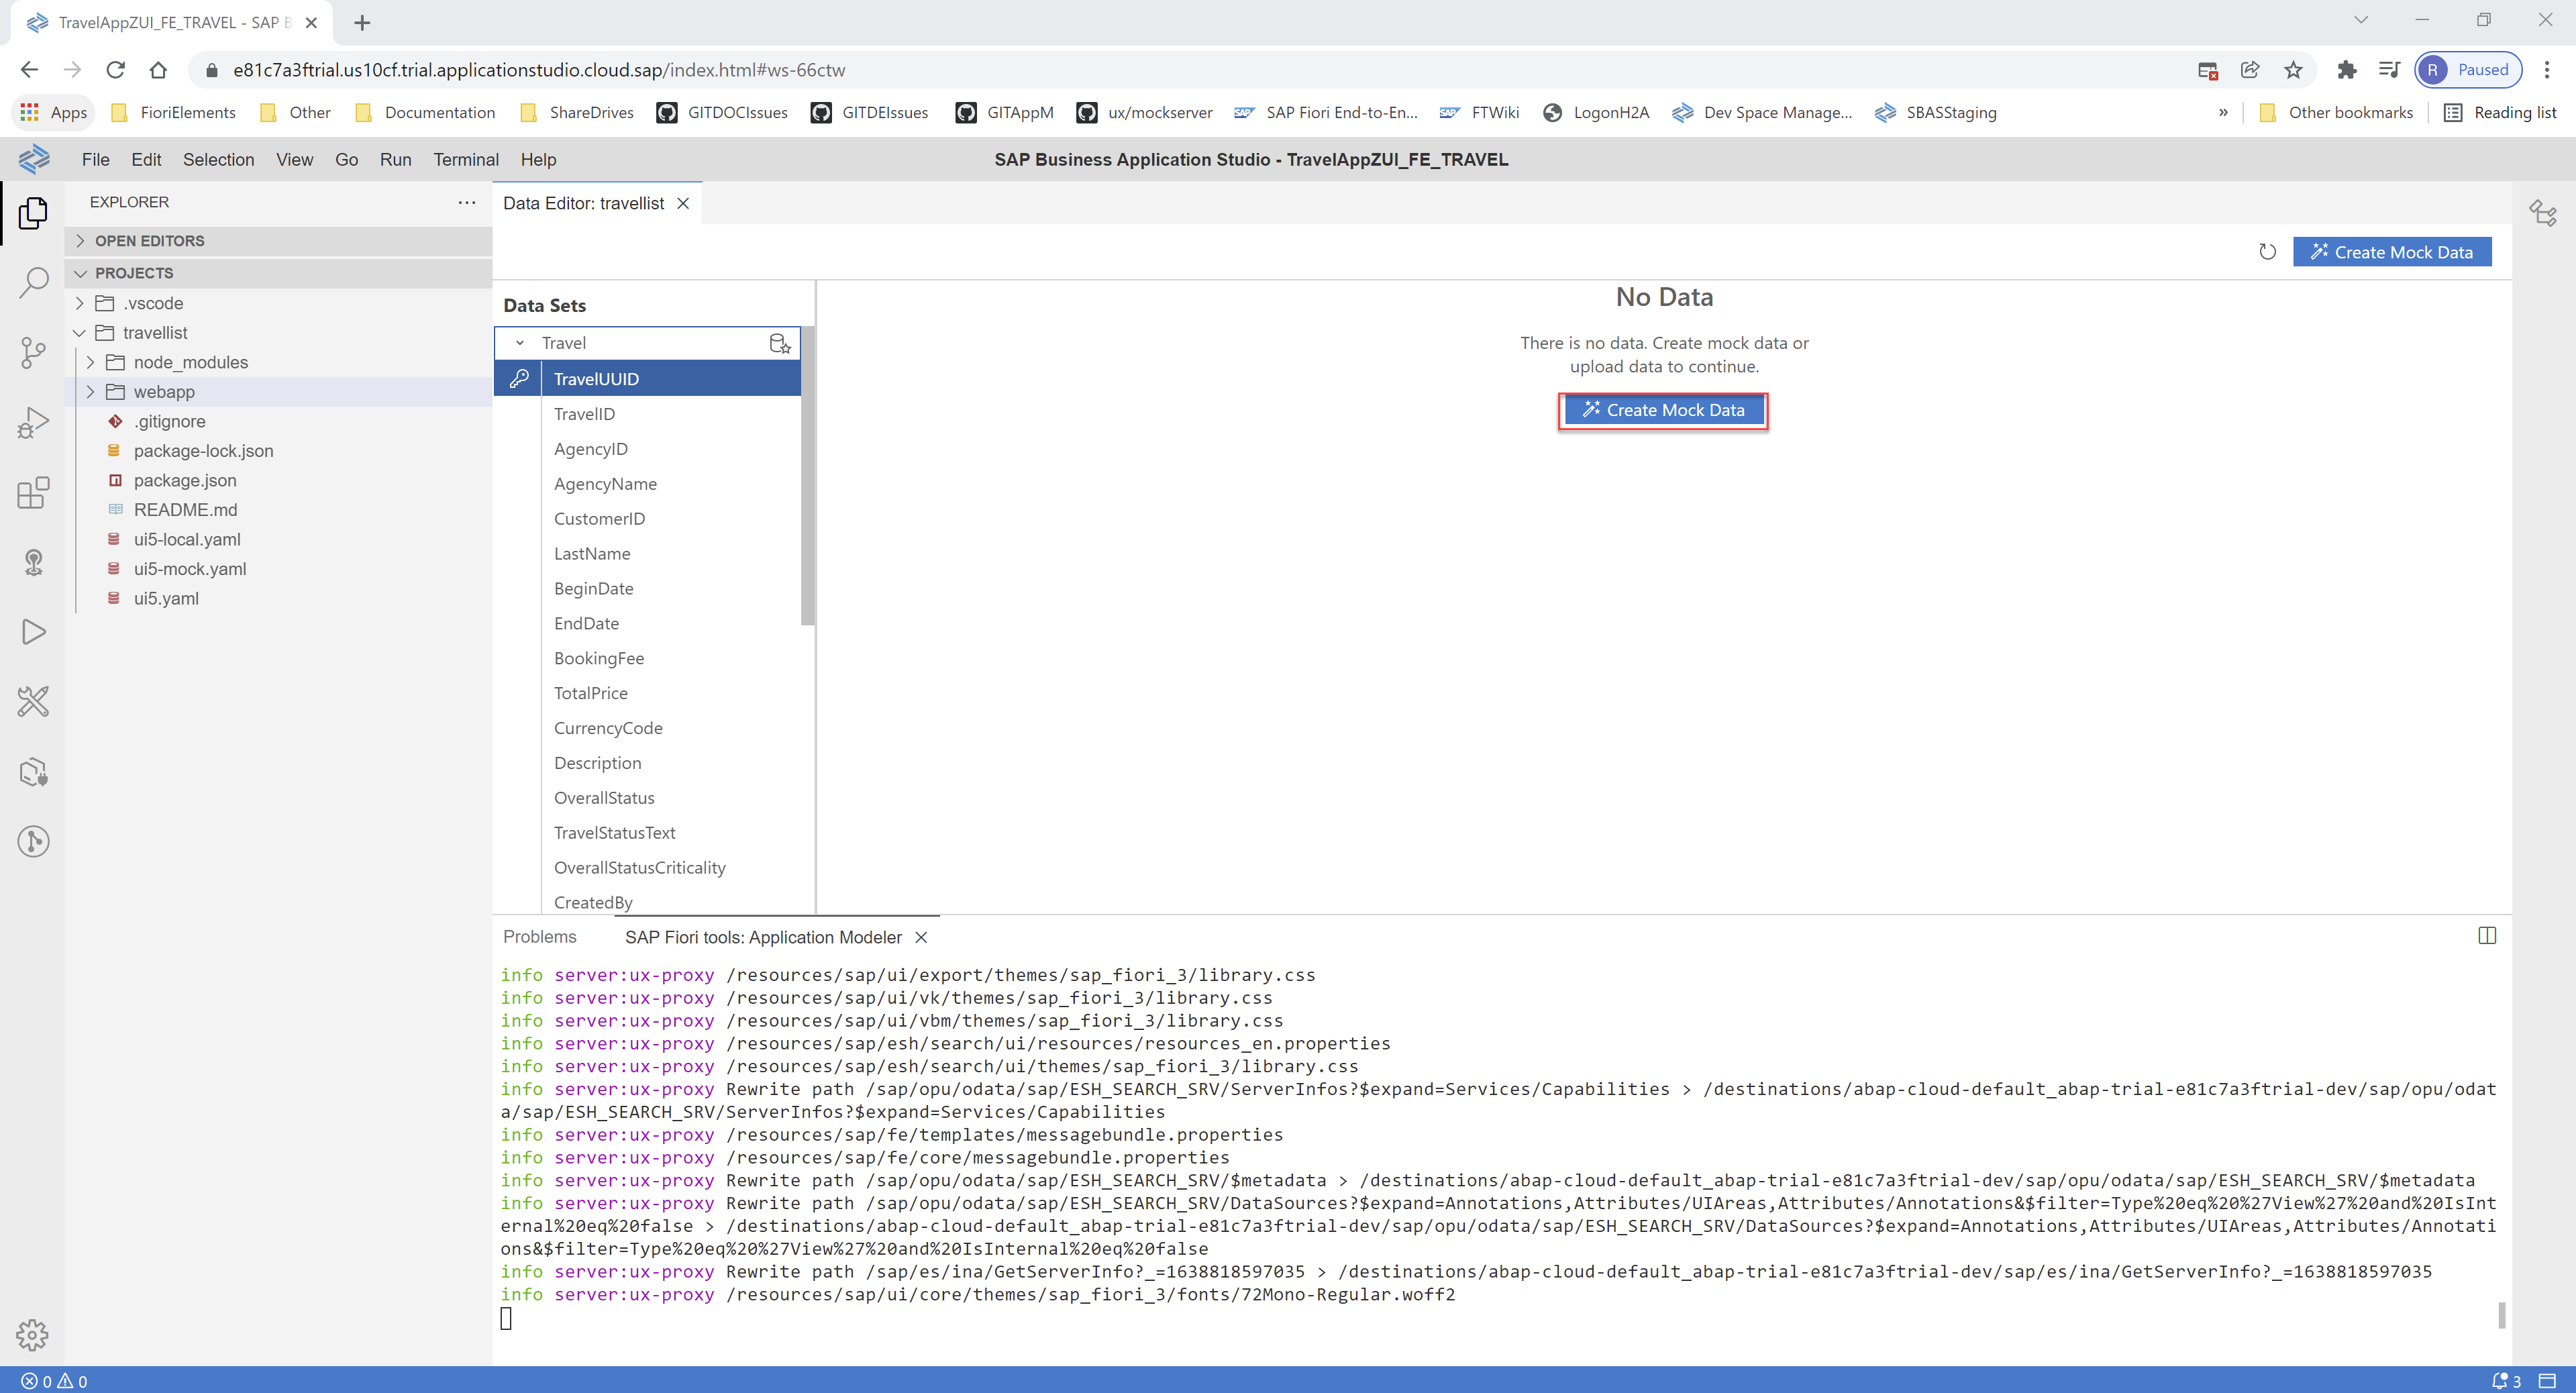 TravelAppZUI_FE_TRAVEL - SAP B
e81c7a3ftrial.us10cf.trial.applicationstudio.cloud.sap/index.html#ws-66ctw
R Paused
Apps FioriElements Other Documentation ShareDrives GITDOCIssues GITDEIssues GITAppM ux/mockserver SAP Fiori End-to-En... FTWiki LogonH2A Dev Space Manage... SBASStaging » Other bookmarks Reading list
File Edit Selection View Go Run Terminal Help SAP Business Application Studio - TravelAppZUI_FE_TRAVEL
EXPLORER
OPEN EDITORS
PROJECTS
.vscode
travellist
node_modules
webapp
.gitignore
package-lock.json
package.json
README.md
ui5-local.yaml
ui5-mock.yaml
ui5.yaml
Data Editor: travellist
Create Mock Data
Data Sets
Travel
TravelUUID
TravelID
AgencyID
AgencyName
CustomerID
LastName
BeginDate
EndDate
BookingFee
TotalPrice
CurrencyCode
Description
OverallStatus
TravelStatusText
OverallStatusCriticality
CreatedBy
No Data
There is no data. Create mock data or
upload data to continue.
Create Mock Data
Problems SAP Fiori tools: Application Modeler
info server:ux-proxy /resources/sap/ui/export/themes/sap_fiori_3/library.css
info server:ux-proxy /resources/sap/ui/vk/themes/sap_fiori_3/library.css
info server:ux-proxy /resources/sap/ui/vbm/themes/sap_fiori_3/library.css
info server:ux-proxy /resources/sap/esh/search/ui/resources/resources_en.properties
info server:ux-proxy /resources/sap/esh/search/ui/themes/sap_fiori_3/library.css
info server:ux-proxy Rewrite path /sap/opu/odata/sap/ESH_SEARCH_SRV/ServerInfos?$expand=Services/Capabilities > /destinations/abap-cloud-default_abap-trial-e81c7a3ftrial-dev/sap/opu/odat
a/sap/ESH_SEARCH_SRV/ServerInfos?$expand=Services/Capabilities
info server:ux-proxy /resources/sap/fe/templates/messagebundle.properties
info server:ux-proxy /resources/sap/fe/core/messagebundle.properties
info server:ux-proxy Rewrite path /sap/opu/odata/sap/ESH_SEARCH_SRV/$metadata > /destinations/abap-cloud-default_abap-trial-e81c7a3ftrial-dev/sap/opu/odata/sap/ESH_SEARCH_SRV/$metadata
info server:ux-proxy Rewrite path /sap/opu/odata/sap/ESH_SEARCH_SRV/DataSources?$expand=Annotations,Attributes/UIAreas,Attributes/Annotations&$filter=Type%20eq%20%27View%27%20and%20IsInt
ernal%20eq%20false > /destinations/abap-cloud-default_abap-trial-e81c7a3ftrial-dev/sap/opu/odata/sap/ESH_SEARCH_SRV/DataSources?$expand=Annotations,Attributes/UIAreas,Attributes/Annotati
ons&$filter=Type%20eq%20%27View%27%20and%20IsInternal%20eq%20false
info server:ux-proxy Rewrite path /sap/es/ina/GetServerInfo?_=1638818597035 > /destinations/abap-cloud-default_abap-trial-e81c7a3ftrial-dev/sap/es/ina/GetServerInfo?_=1638818597035
info server:ux-proxy /resources/sap/ui/core/themes/sap_fiori_3/fonts/72Mono-Regular.woff2
0 0 3